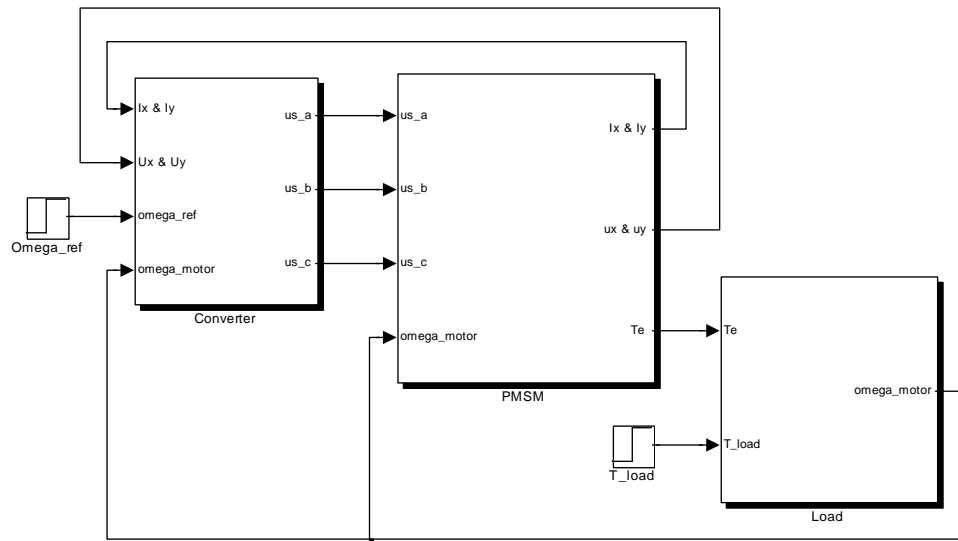 Ix & Iy
us_a
us_a
Ix & Iy
Ux & Uy
us_b
us_b
omega_ref
ux & uy
Omega_ref
us_c
us_c
omega_motor
Converter
omega_motor
Te
Te
PMSM
omega_motor
T_load
T_load
Load